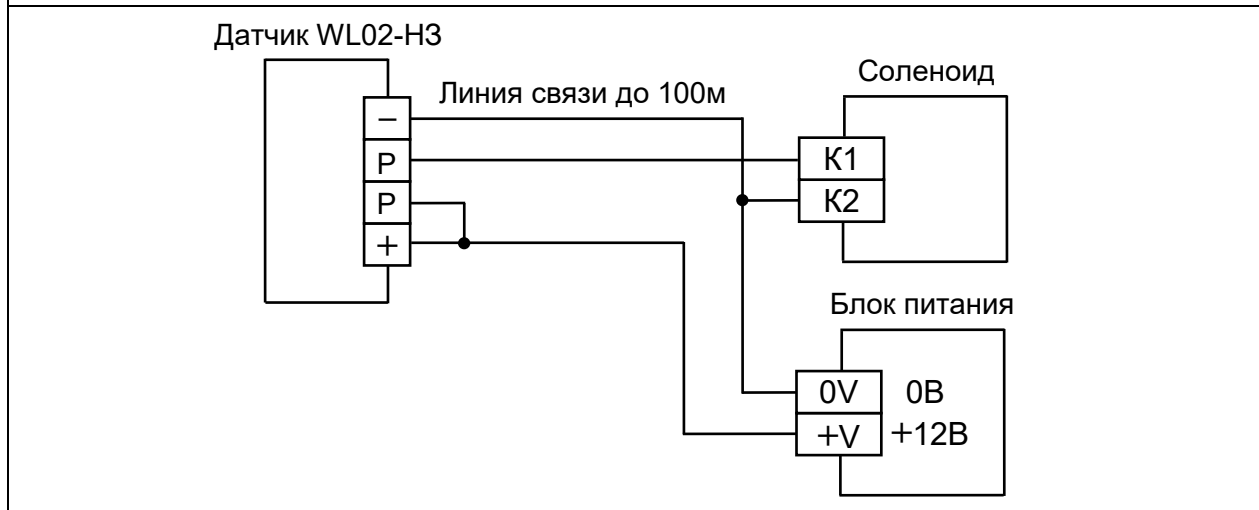 Датчик WL02-НЗ
Соленоид
Линия связи до 100м
−
P
P
+
К1
К2
Блок питания
0V 0В
+V +12В